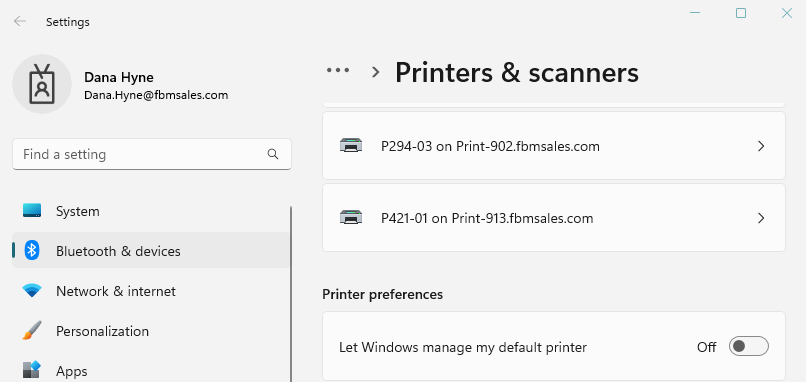 Settings
Dana Hyne
Dana.Hyne@fbmsales.com
Find a setting
System
Bluetooth & devices
Network & internet
Personalization
Apps
Printers & scanners
P294-03 on Print-902.fbmsales.com
P421-01 on Print-913.fbmsales.com
Printer preferences
Let Windows manage my default printer Off